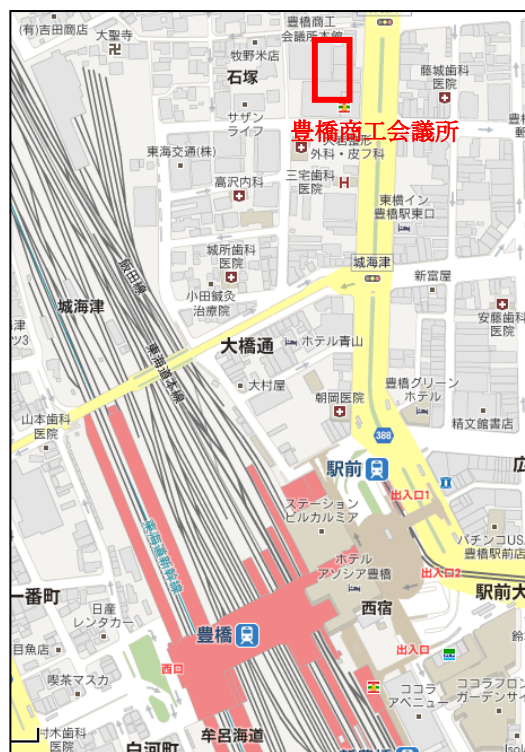 (有)吉田商店
大聖寺
豊橋商工
会議所本館
牧野米店
石塚
藤城歯科
医院
サザン
ライフ
豊橋商工会議所
外科・皮フ科
東海交通(株)
三宅歯科
医院
高沢内科
東横イン
豊橋駅東口
城所歯科
医院
城海津
飯田線
新富屋
小田鍼灸
治療院
城海津
安藤歯科
医院
大橋通
ホテル青山
東海道本線
大村屋
豊橋グリーン
ホテル
朝岡医院
山本歯科
医院
精文館書店
388
駅前
出入口1
ステーション
ビルカルミア
パチンコUSA
豊橋駅前店
東海道新幹線
ホテル
アソシア豊橋
出入口2
一番町
駅前大
日産
レンタカー
西宿
豊橋
目魚店
出入口
西口
喫茶マスカ
ココラ
アベニュー
ココラフロン
ガーデンサイ
寸木歯科
医院
白河町
牟呂海道